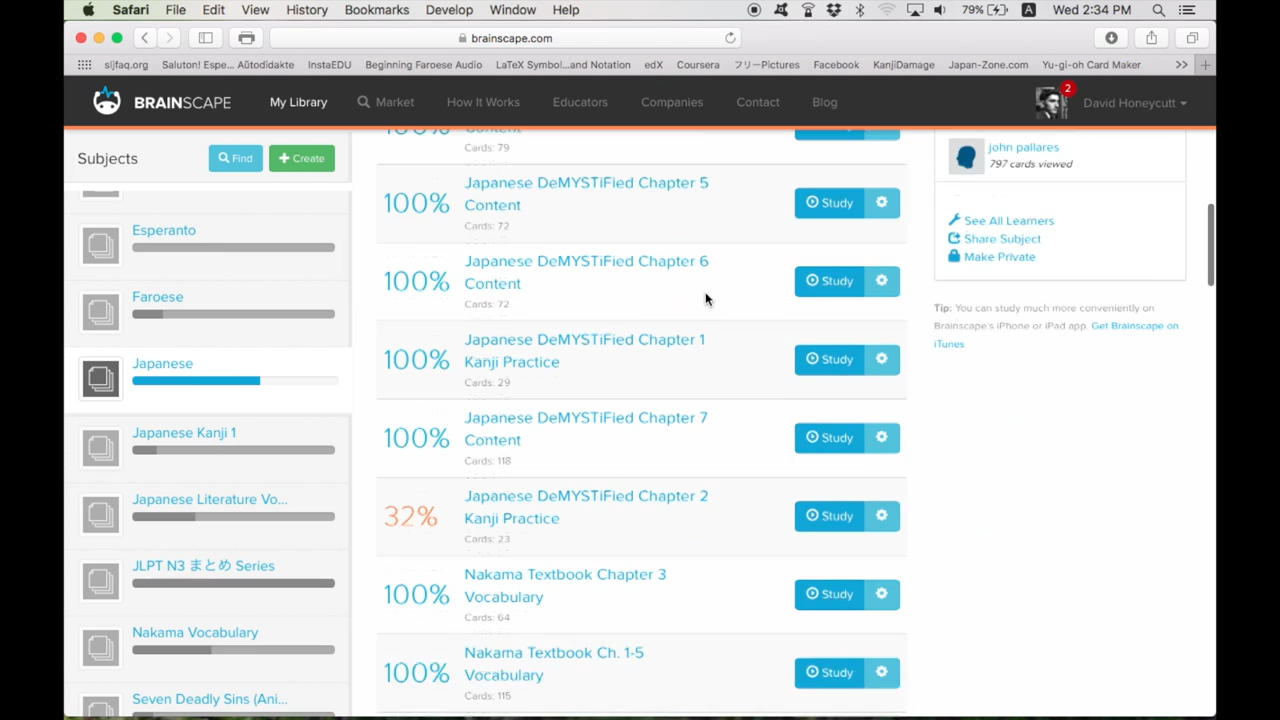 Safari File Edit View History Bookmarks Develop Window Help
79% A Wed 2:34 PM
brainscape.com
sljfaq.org Saluton! Espe... Aŭtodidakte InstaEDU Beginning Faroese Audio LaTeX Symbol...and Notation edX Coursera フリーPictures Facebook KanjiDamage Japan-Zone.com Yu-gi-oh Card Maker >> +
BRAINSCAPE My Library Market How It Works Educators Companies Contact Blog 2 David Honeycutt
Subjects Find Create
Esperanto
Faroese
Japanese
Japanese Kanji 1
Japanese Literature Vo...
JLPT N3 まとめ Series
Nakama Vocabulary
Seven Deadly Sins (Ani...
100% Content
Cards: 79
100% Japanese DeMYSTiFied Chapter 5
Content
Cards: 72
Study
100% Japanese DeMYSTiFied Chapter 6
Content
Cards: 72
Study
100% Japanese DeMYSTiFied Chapter 1
Kanji Practice
Cards: 29
Study
100% Japanese DeMYSTiFied Chapter 7
Content
Cards: 118
Study
32% Japanese DeMYSTiFied Chapter 2
Kanji Practice
Cards: 23
Study
100% Nakama Textbook Chapter 3
Vocabulary
Cards: 64
Study
100% Nakama Textbook Ch. 1-5
Vocabulary
Cards: 115
Study
john pallares
797 cards viewed
See All Learners
Share Subject
Make Private
Tip: You can study much more conveniently on
Brainscape's iPhone or iPad app. Get Brainscape on
iTunes